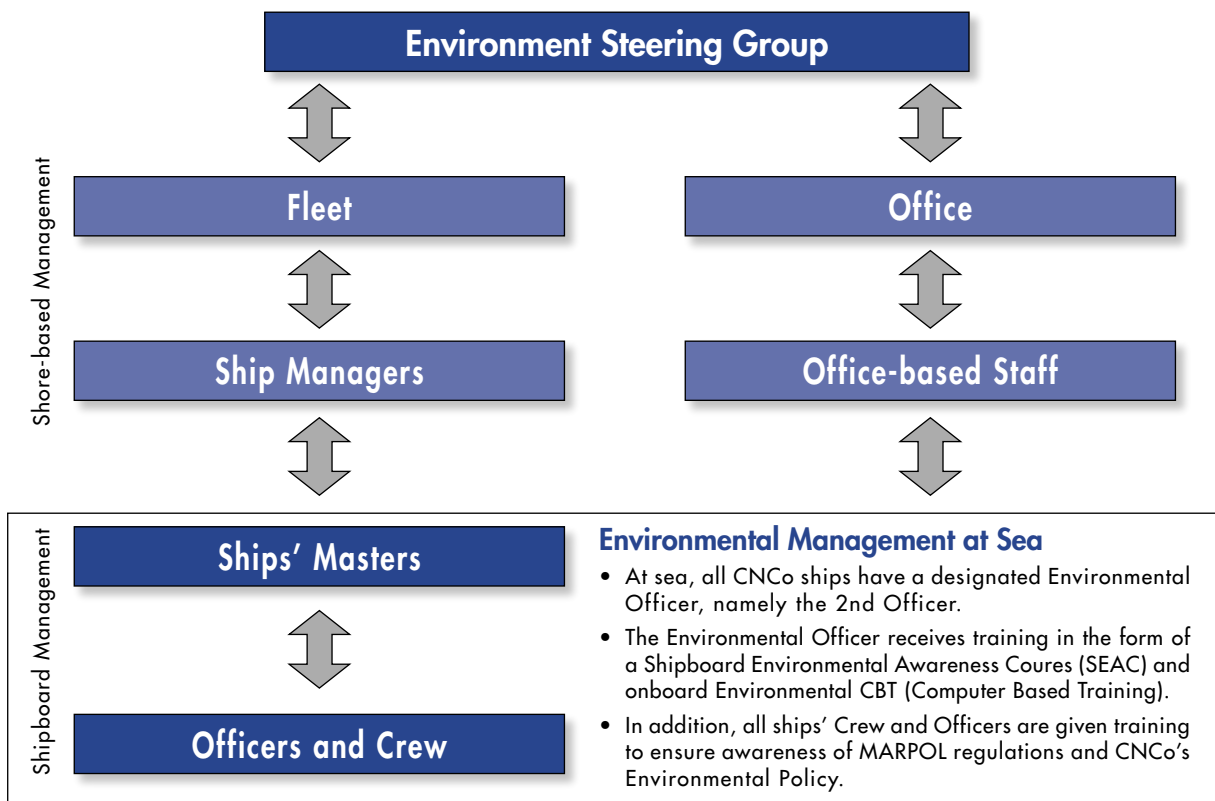 Environment Steering Group
Shore-based Management
Fleet
Office
Ship Managers
Office-based Staff
Shipboard Management
Ships’ Masters
Officers and Crew
Environmental Management at Sea
• At sea, all CNCo ships have a designated Environmental
Officer, namely the 2nd Officer.
• The Environmental Officer receives training in the form of
a Shipboard Environmental Awareness Coures (SEAC) and
onboard Environmental CBT (Computer Based Training).
• In addition, all ships’ Crew and Officers are given training
to ensure awareness of MARPOL regulations and CNCo’s
Environmental Policy.